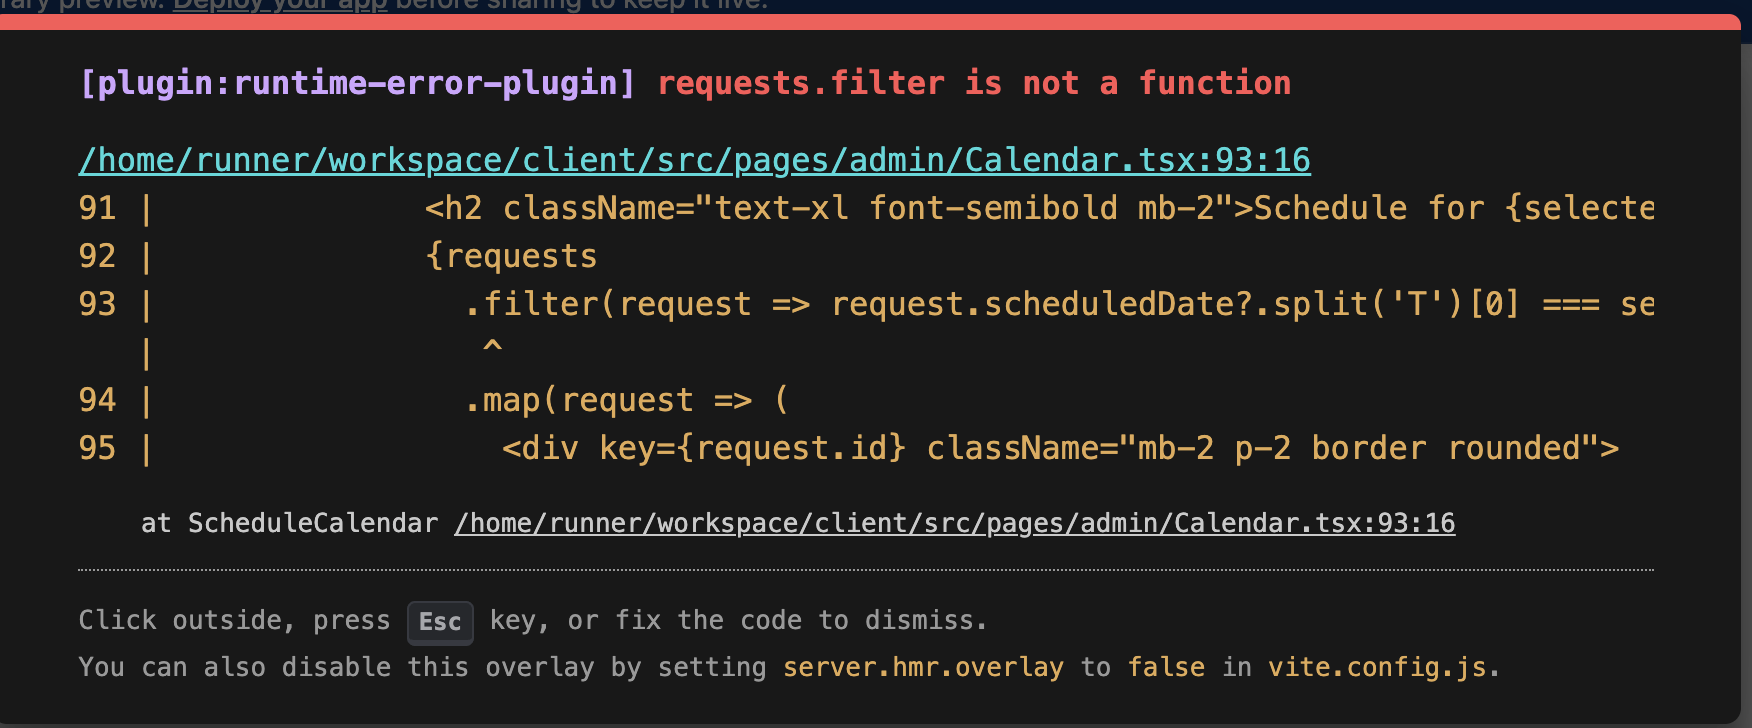 rary preview. Deploy your app before sharing to keep it live.
[plugin:runtime-error-plugin] requests.filter is not a function
/home/runner/workspace/client/src/pages/admin/Calendar.tsx:93:16
91 |              <h2 className="text-xl font-semibold mb-2">Schedule for {selecte
92 |              {requests
93 |                .filter(request => request.scheduledDate?.split('T')[0] === se
   |                 ^
94 |                .map(request => (
95 |                  <div key={request.id} className="mb-2 p-2 border rounded">
at ScheduleCalendar /home/runner/workspace/client/src/pages/admin/Calendar.tsx:93:16
Click outside, press Esc key, or fix the code to dismiss.
You can also disable this overlay by setting server.hmr.overlay to false in vite.config.js.